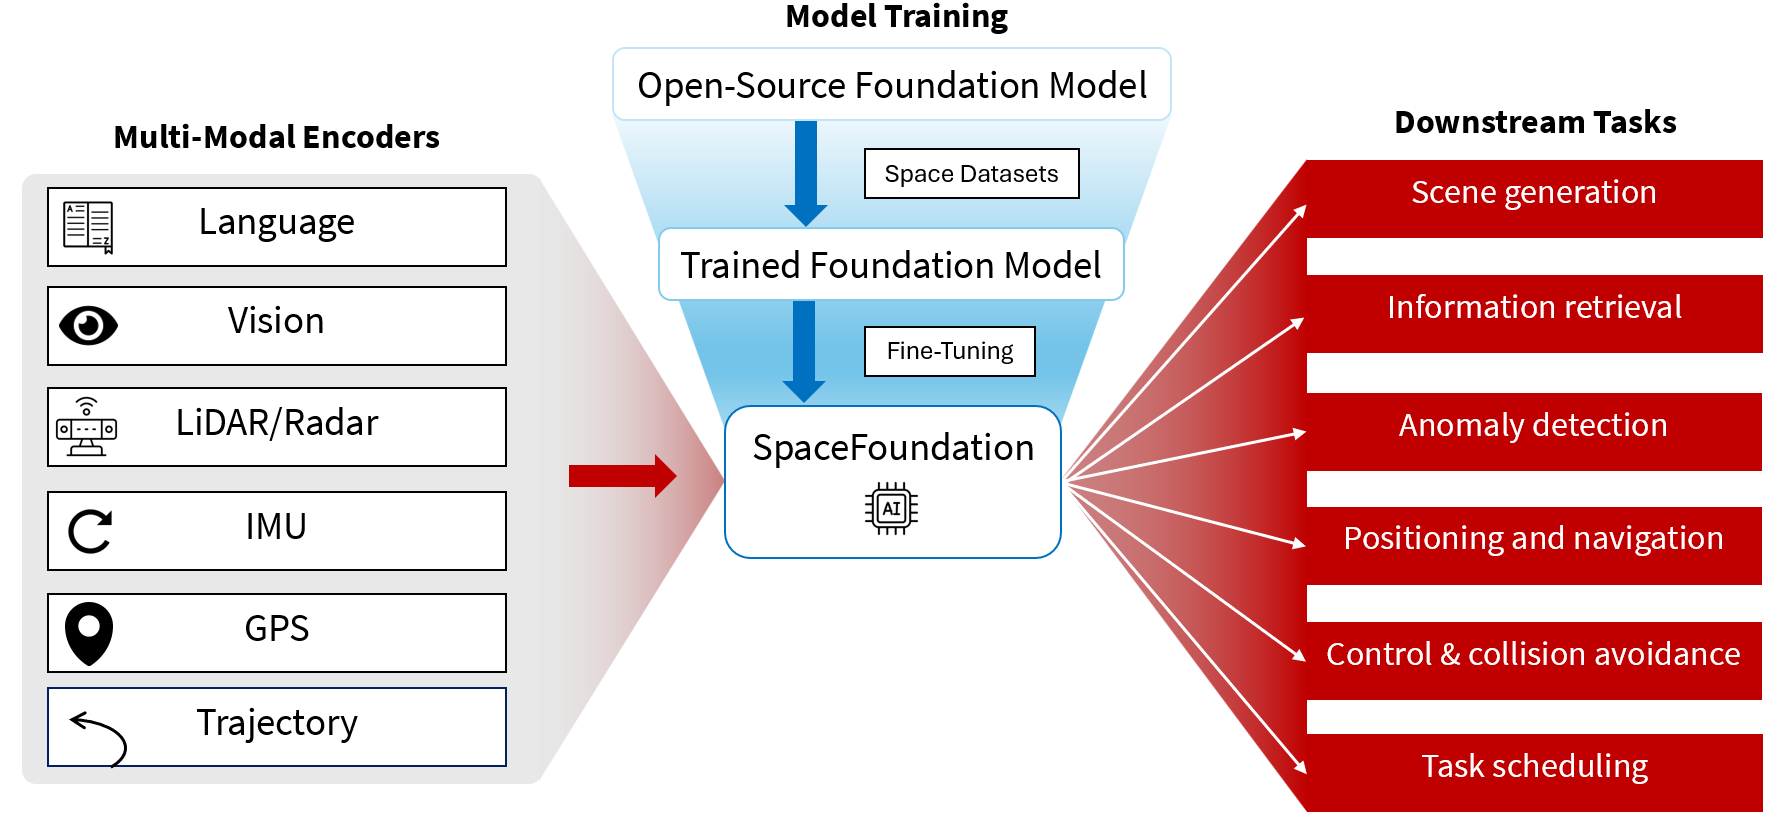 Model Training
Open-Source Foundation Model
Space Datasets
Trained Foundation Model
Fine-Tuning
SpaceFoundation
AI
Multi-Modal Encoders
A
Z
Language
Vision
LiDAR/Radar
IMU
GPS
Trajectory
Downstream Tasks
Scene generation
Information retrieval
Anomaly detection
Positioning and navigation
Control & collision avoidance
Task scheduling